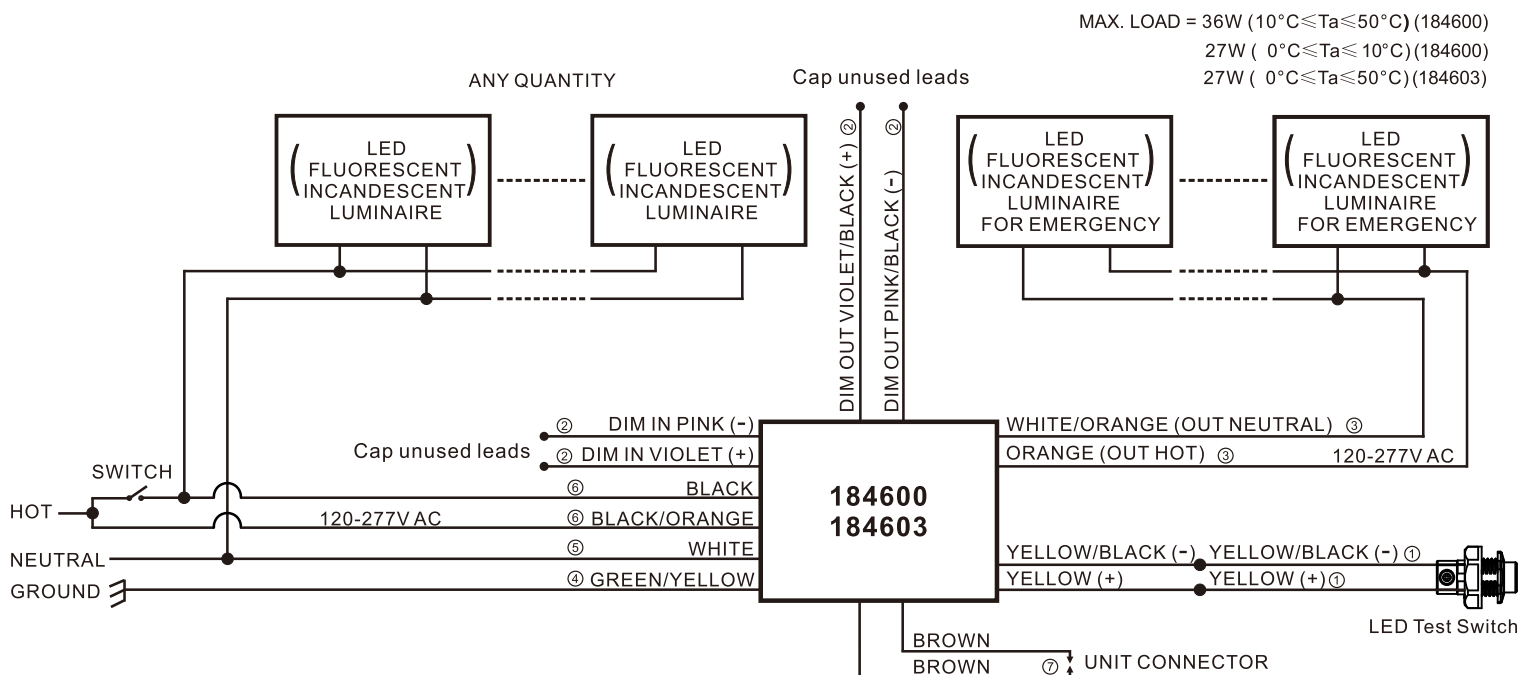 MAX. LOAD = 36W (10°C≤Ta≤50°C) (184600)
27W ( 0°C≤Ta≤ 10°C) (184600)
27W ( 0°C≤Ta≤50°C) (184603)
ANY QUANTITY
Cap unused leads
(LED
FLUORESCENT
INCANDESCENT)
LUMINAIRE
(LED
FLUORESCENT
INCANDESCENT)
LUMINAIRE
DIM OUT VIOLET/BLACK (+) ②
DIM OUT PINK/BLACK (-) ②
(LED
FLUORESCENT
INCANDESCENT)
LUMINAIRE
FOR EMERGENCY
(LED
FLUORESCENT
INCANDESCENT)
LUMINAIRE
FOR EMERGENCY
② DIM IN PINK (-)
Cap unused leads
② DIM IN VIOLET (+)
SWITCH
⑥ BLACK
HOT
120-277V AC
⑥ BLACK/ORANGE
NEUTRAL
⑤ WHITE
GROUND
④ GREEN/YELLOW
184600
184603
WHITE/ORANGE (OUT NEUTRAL) ③
ORANGE (OUT HOT) ③ 120-277V AC
YELLOW/BLACK (-) YELLOW/BLACK (-) ①
YELLOW (+) YELLOW (+) ①
LED Test Switch
BROWN
BROWN ⑦ UNIT CONNECTOR